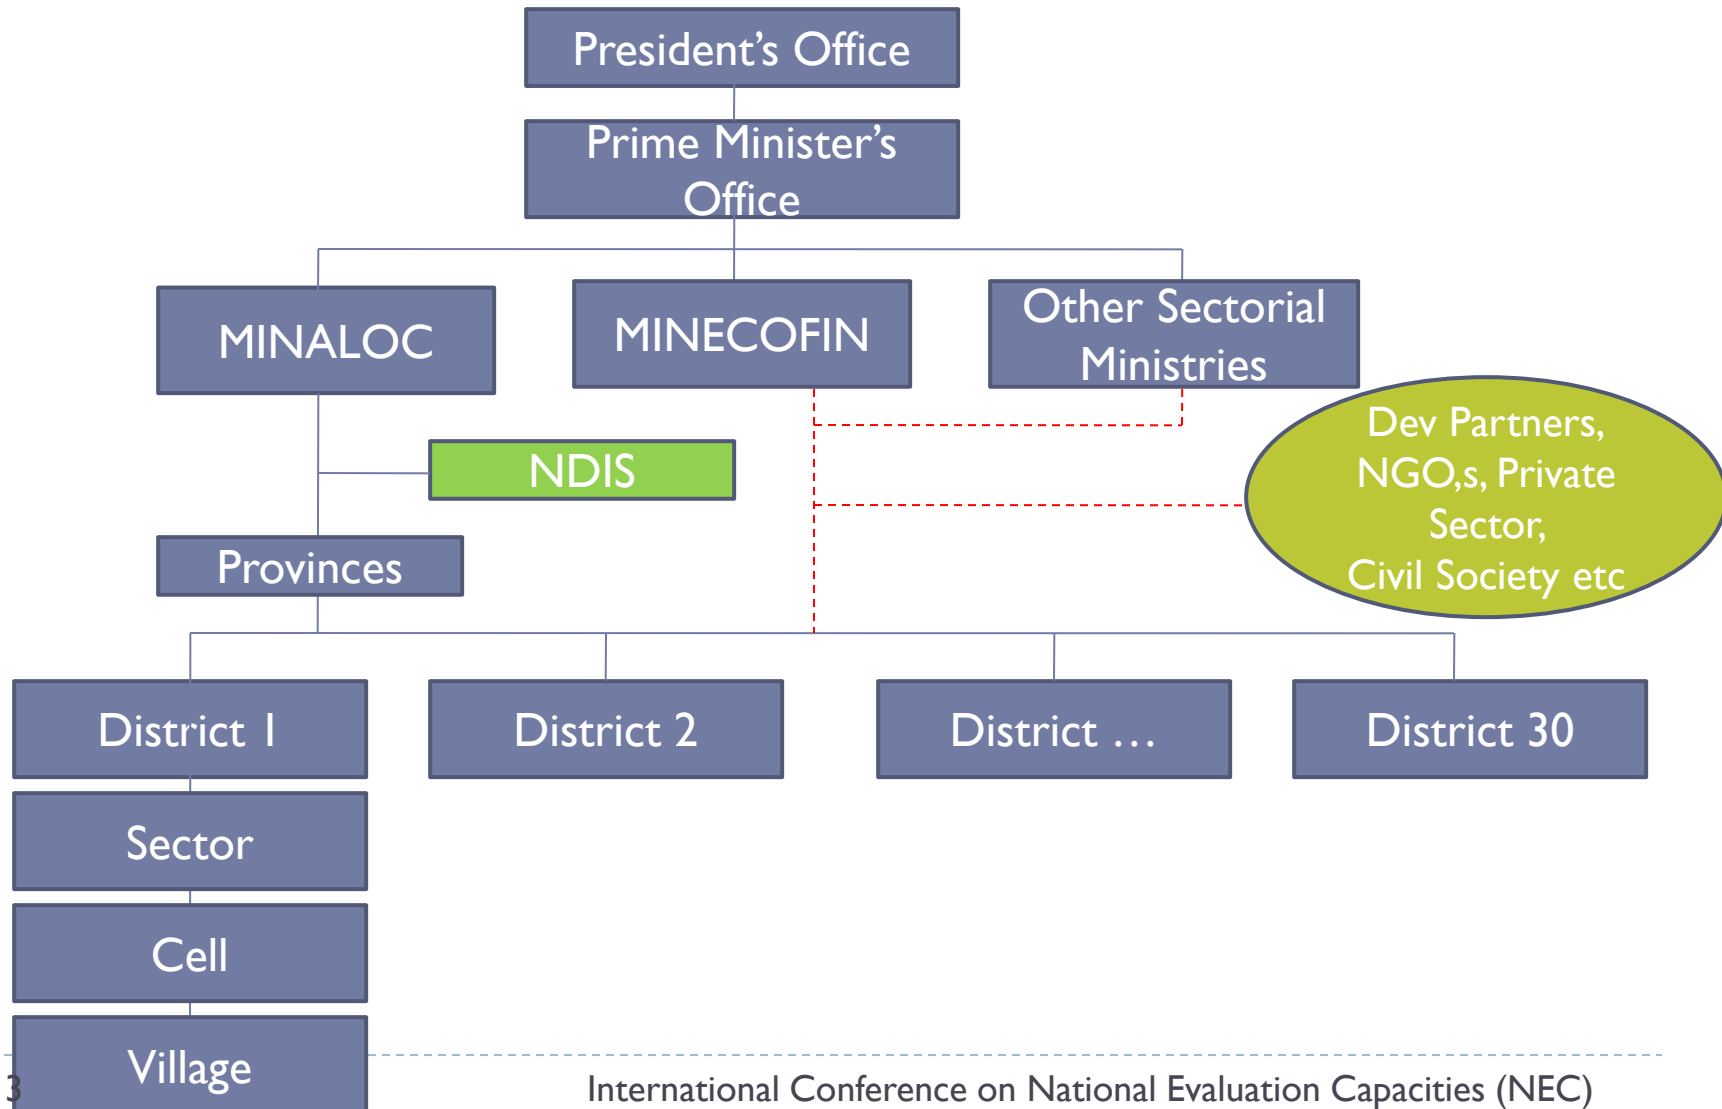 President’s Office
Prime Minister’s
Office
MINALOC
MINECOFIN
Other Sectorial
Ministries
Dev Partners,
NGO,s, Private
Sector,
Civil Society etc
NDIS
Provinces
District 1
District 2
District …
District 30
Sector
Cell
Village
3
International Conference on National Evaluation Capacities (NEC)